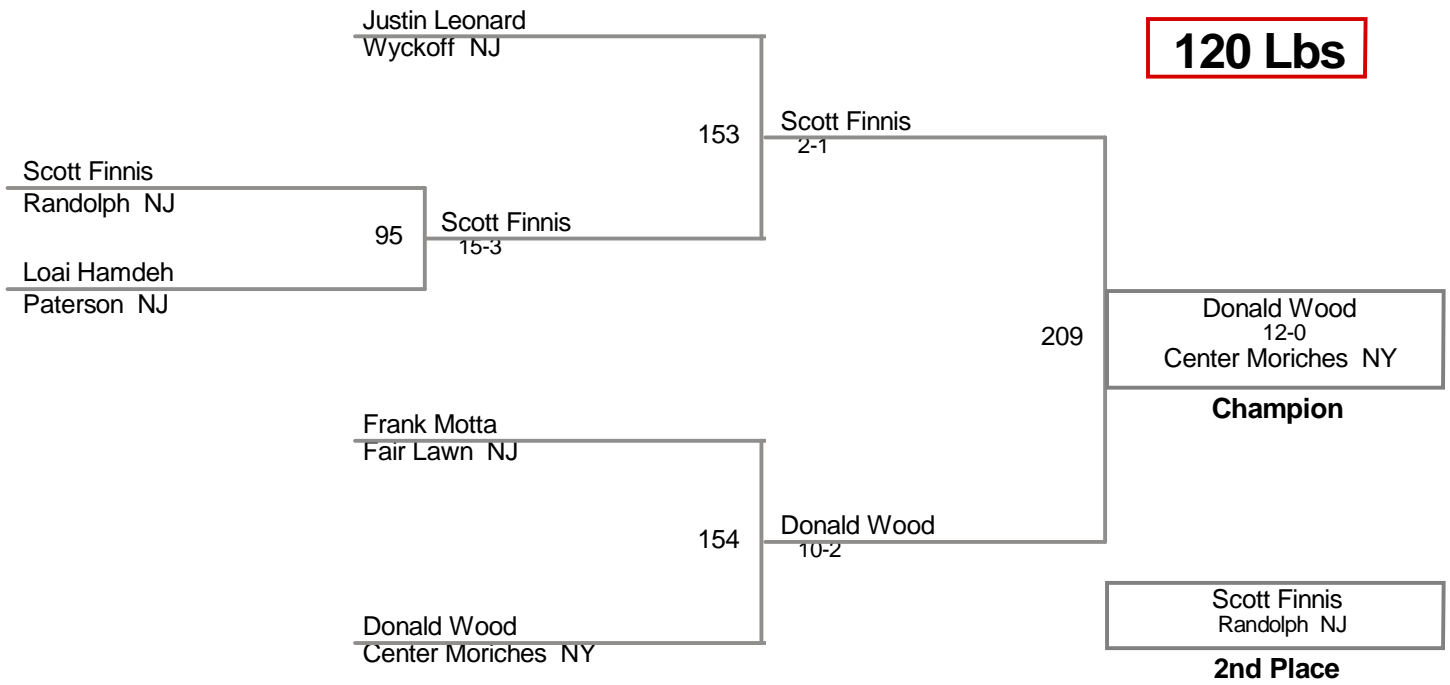 Justin Leonard
Wyckoff NJ
120 Lbs
153
Scott Finnis
2-1
Scott Finnis
Randolph NJ
95
Scott Finnis
15-3
Loai Hamdeh
Paterson NJ
209
Donald Wood
12-0
Center Moriches NY
Champion
Frank Motta
Fair Lawn NJ
154
Donald Wood
10-2
Donald Wood
Center Moriches NY
Scott Finnis
Randolph NJ
2nd Place